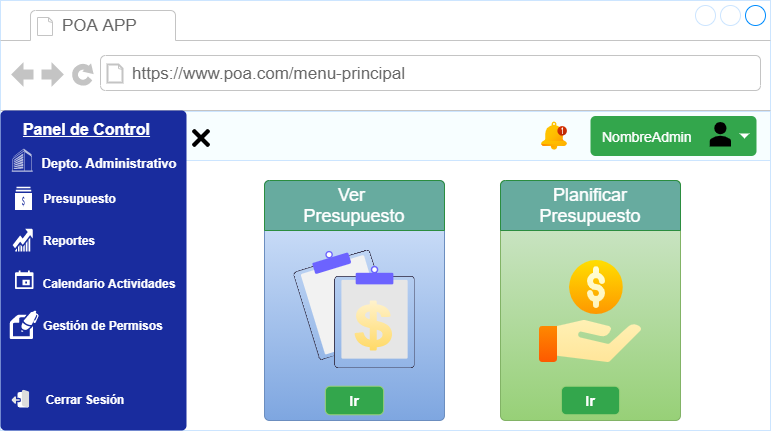 POA APP
https://www.poa.com/menu-principal
Panel de Control
Depto. Administrativo
Presupuesto
Reportes
Calendario Actividades
Gestión de Permisos
Cerrar Sesión
1
NombreAdmin
Ver
Presupuesto
$
Ir
Planificar
Presupuesto
$
Ir